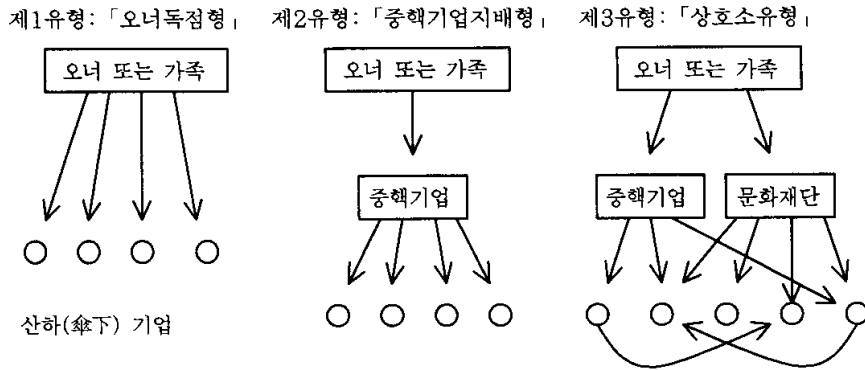 제1유형:「오너독점형」 제2유형:「중핵기업지배형」 제3유형:「상호소유형」
오너 또는 가족 오너 또는 가족 오너 또는 가족
중핵기업 중핵기업 문화재단
산하(傘下) 기업